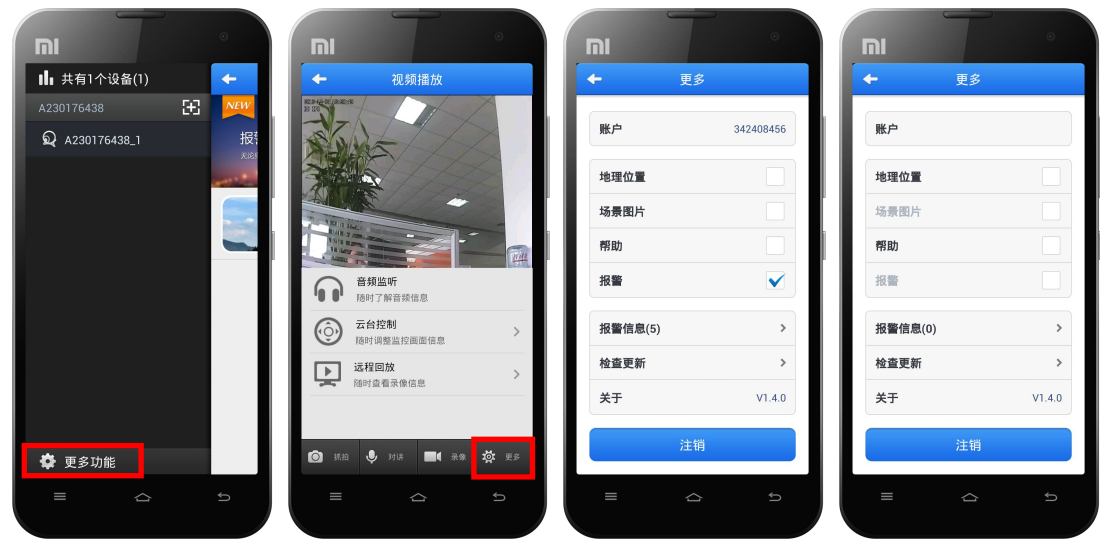 共有1个设备(1)
A230176438
A230176438_1
NEW
报
更多功能
视频播放
音频监听
随时了解音频信息
云台控制
随时调整监控画面信息
远程回放
随时查看录像信息
抓拍
对讲
录像
更多
更多
账户
342408456
地理位置
场景图片
帮助
报警
报警信息(5)
检查更新
关于
V1.4.0
注销
更多
账户
地理位置
场景图片
帮助
报警
报警信息(0)
检查更新
关于
V1.4.0
注销